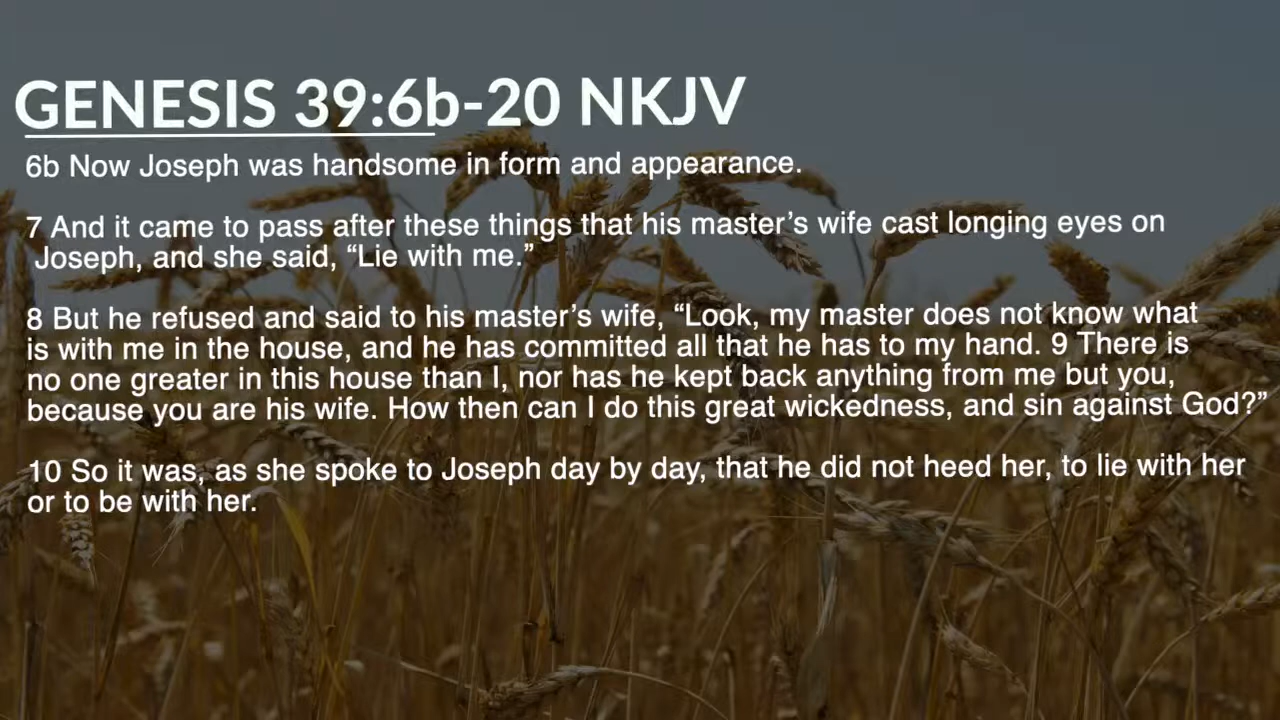 GENESIS 39:6b-20 NKJV
6b Now Joseph was handsome in form and appearance.
7 And it came to pass after these things that his master’s wife cast longing eyes on
Joseph, and she said, “Lie with me.”
8 But he refused and said to his master’s wife, “Look, my master does not know what
is with me in the house, and he has committed all that he has to my hand. 9 There is
no one greater in this house than I, nor has he kept back anything from me but you,
because you are his wife. How then can I do this great wickedness, and sin against God?”
10 So it was, as she spoke to Joseph day by day, that he did not heed her, to lie with her
or to be with her.